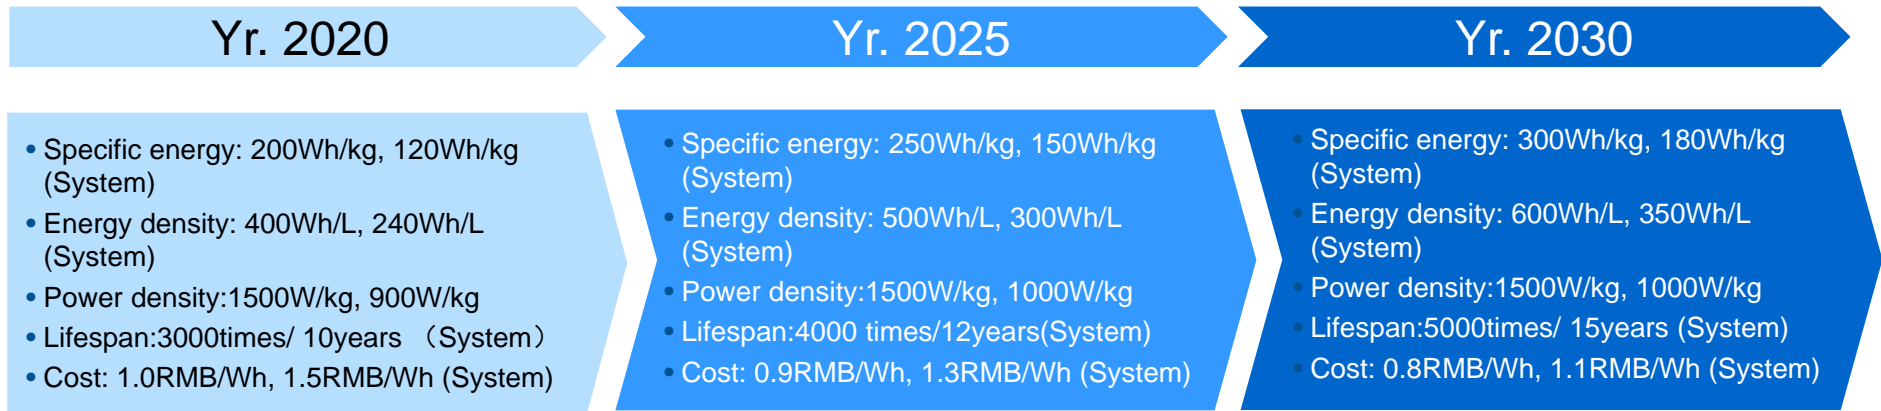 Yr. 2020
Yr. 2025
Yr. 2030
• Specific energy: 200Wh/kg, 120Wh/kg
(System)
• Energy density: 400Wh/L, 240Wh/L
(System)
• Power density:1500W/kg, 900W/kg
• Lifespan:3000times/ 10years （System）
• Cost: 1.0RMB/Wh, 1.5RMB/Wh (System)
• Specific energy: 250Wh/kg, 150Wh/kg
(System)
• Energy density: 500Wh/L, 300Wh/L
(System)
• Power density:1500W/kg, 1000W/kg
• Lifespan:4000 times/12years(System)
• Cost: 0.9RMB/Wh, 1.3RMB/Wh (System)
• Specific energy: 300Wh/kg, 180Wh/kg
(System)
• Energy density: 600Wh/L, 350Wh/L
(System)
• Power density:1500W/kg, 1000W/kg
• Lifespan:5000times/ 15years (System)
• Cost: 0.8RMB/Wh, 1.1RMB/Wh (System)